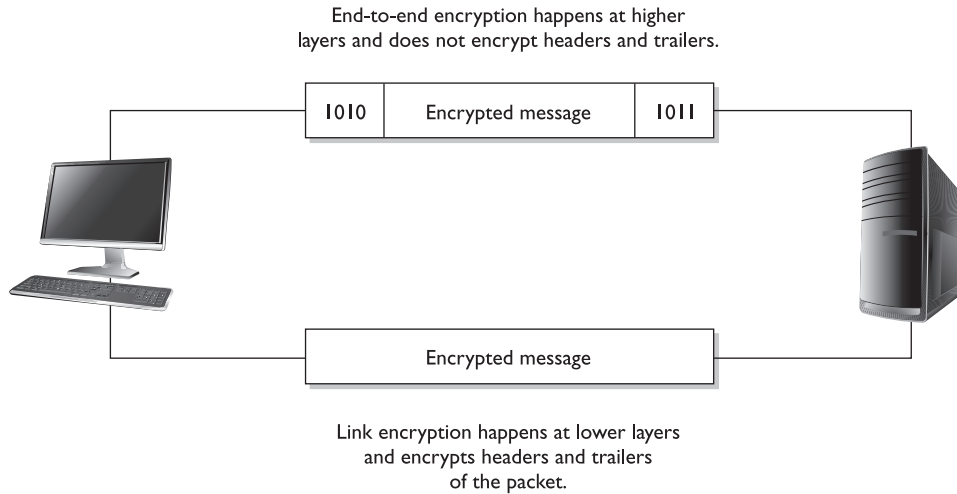 End-to-end encryption happens at higher
layers and does not encrypt headers and trailers.
1010 Encrypted message 1011
Encrypted message
Link encryption happens at lower layers
and encrypts headers and trailers
of the packet.